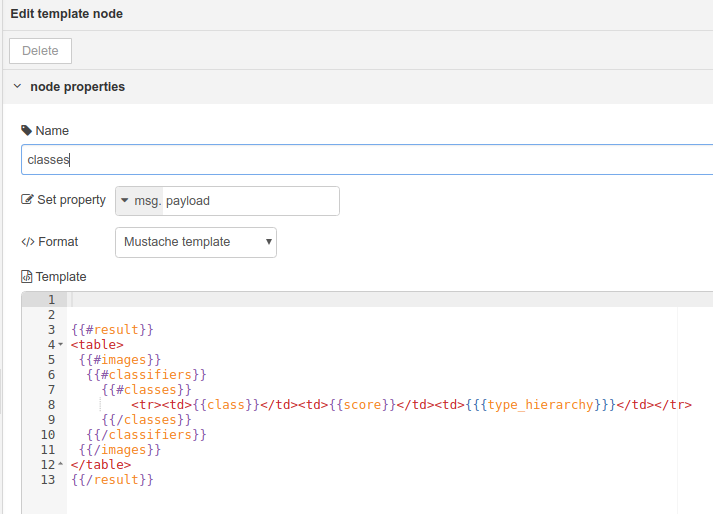 Edit template node
Delete
node properties
Name
classes
Set property
msg. payload
</> Format
Mustache template
Template
1
2
3 {{#result}}
4 <table>
5 {{#images}}
6 {{#classifiers}}
7 {{#classes}}
8 <tr><td>{{class}}</td><td>{{score}}</td><td>{{{type_hierarchy}}}</td></tr>
9 {{/classes}}
10 {{/classifiers}}
11 {{/images}}
12 </table>
13 {{/result}}